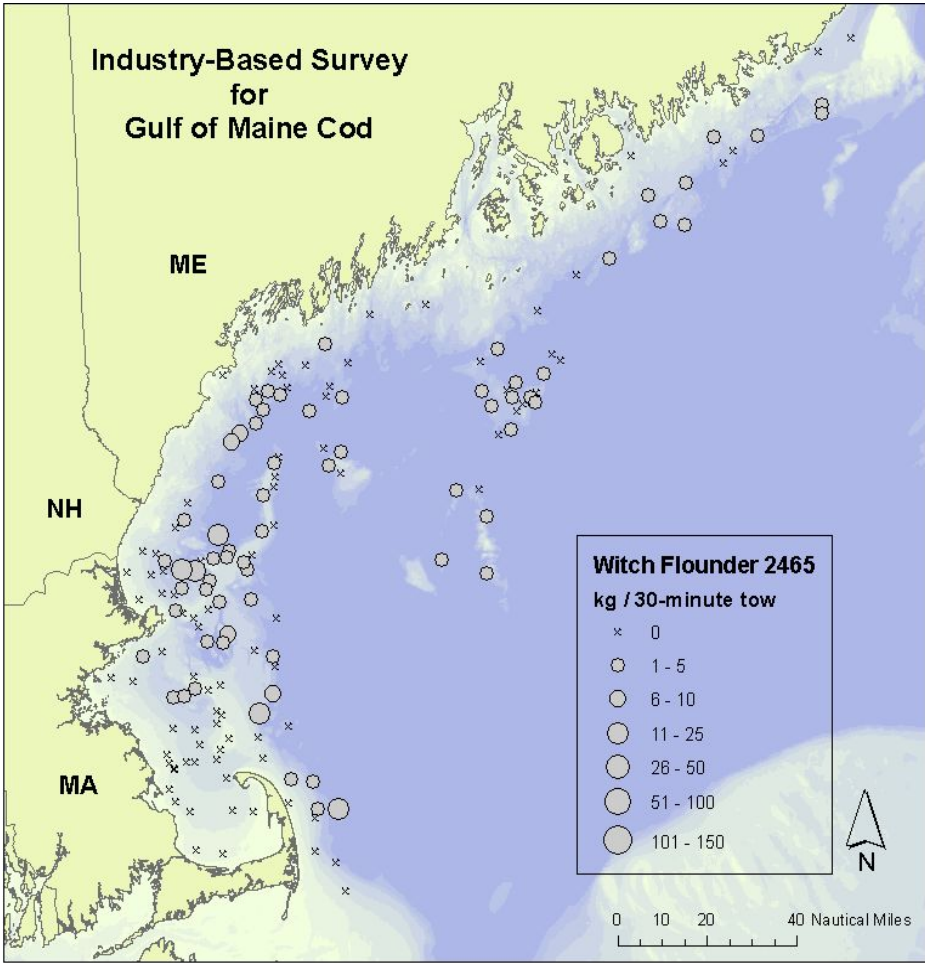 Industry-Based Survey
for
Gulf of Maine Cod
ME
NH
MA
Witch Flounder 2465
kg / 30-minute tow
0
1 - 5
6 - 10
11 - 25
26 - 50
51 - 100
101 - 150
N
0 10 20 40 Nautical Miles